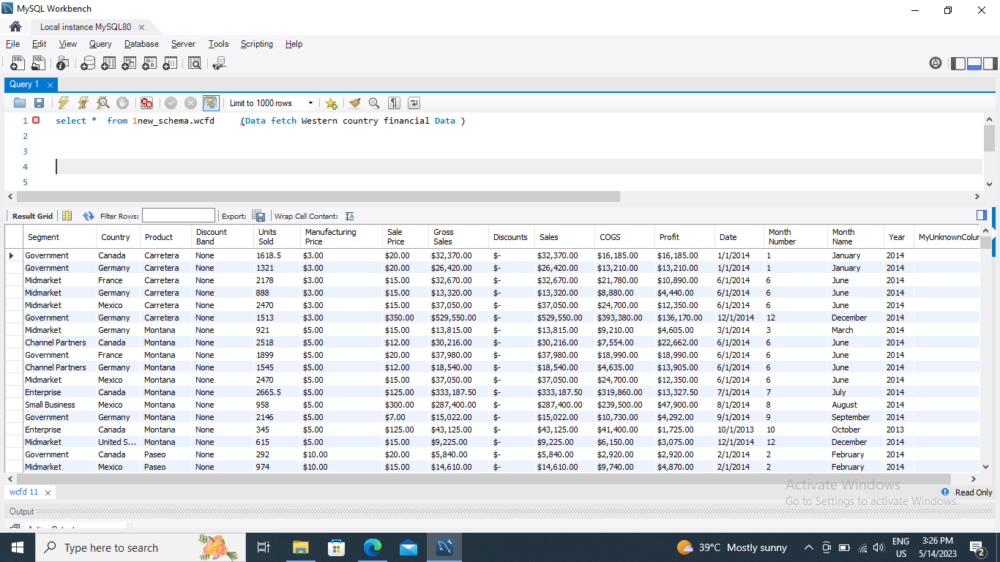 MySQL Workbench
Local instance MySQL80
File Edit View Query Database Server Tools Scripting Help
Query 1
Limit to 1000 rows
1 select * from 1new_schema.wcfd (Data fetch Western country financial Data )
2
3
4
5
Result Grid Filter Rows: Export: Wrap Cell Content:
Segment Country Product Discount Band Units Sold Manufacturing Price Sale Price Gross Sales Discounts Sales COGS Profit Date Month Number Month Name Year MyUnknownColum
Government Canada Carretera None 1618.5 $3.00 $20.00 $32,370.00 $- $32,370.00 $16,185.00 $16,185.00 1/1/2014 1 January 2014
Government Germany Carretera None 1321 $3.00 $20.00 $26,420.00 $- $26,420.00 $13,210.00 $13,210.00 1/1/2014 1 January 2014
Midmarket France Carretera None 2178 $3.00 $15.00 $32,670.00 $- $32,670.00 $21,780.00 $10,890.00 6/1/2014 6 June 2014
Midmarket Germany Carretera None 888 $3.00 $15.00 $13,320.00 $- $13,320.00 $8,880.00 $4,440.00 6/1/2014 6 June 2014
Midmarket Mexico Carretera None 2470 $3.00 $15.00 $37,050.00 $- $37,050.00 $24,700.00 $12,350.00 6/1/2014 6 June 2014
Government Germany Carretera None 1513 $3.00 $350.00 $529,550.00 $- $529,550.00 $393,380.00 $136,170.00 12/1/2014 12 December 2014
Midmarket Germany Montana None 921 $5.00 $15.00 $13,815.00 $- $13,815.00 $9,210.00 $4,605.00 3/1/2014 3 March 2014
Channel Partners Canada Montana None 2518 $5.00 $12.00 $30,216.00 $- $30,216.00 $7,554.00 $22,662.00 6/1/2014 6 June 2014
Government France Montana None 1899 $5.00 $20.00 $37,980.00 $- $37,980.00 $18,990.00 $18,990.00 6/1/2014 6 June 2014
Channel Partners Germany Montana None 1545 $5.00 $12.00 $18,540.00 $- $18,540.00 $4,635.00 $13,905.00 6/1/2014 6 June 2014
Midmarket Mexico Montana None 2470 $5.00 $15.00 $37,050.00 $- $37,050.00 $24,700.00 $12,350.00 6/1/2014 6 June 2014
Enterprise Canada Montana None 2665.5 $5.00 $125.00 $333,187.50 $- $333,187.50 $319,860.00 $13,327.50 7/1/2014 7 July 2014
Small Business Mexico Montana None 958 $5.00 $300.00 $287,400.00 $- $287,400.00 $239,500.00 $47,900.00 8/1/2014 8 August 2014
Government Germany Montana None 2146 $5.00 $7.00 $15,022.00 $- $15,022.00 $10,730.00 $4,292.00 9/1/2014 9 September 2014
Enterprise Canada Montana None 345 $5.00 $125.00 $43,125.00 $- $43,125.00 $41,400.00 $1,725.00 10/1/2013 10 October 2013
Midmarket United S... Montana None 615 $5.00 $15.00 $9,225.00 $- $9,225.00 $6,150.00 $3,075.00 12/1/2014 12 December 2014
Government Canada Paseo None 292 $10.00 $20.00 $5,840.00 $- $5,840.00 $2,920.00 $2,920.00 2/1/2014 2 February 2014
Midmarket Mexico Paseo None 974 $10.00 $15.00 $14,610.00 $- $14,610.00 $9,740.00 $4,870.00 2/1/2014 2 February 2014
Activate Windows
wcfd 11 Read Only
Go to Settings to activate Windows.
Output
Type here to search 39°C Mostly sunny ENG US 3:26 PM 5/14/2023 2